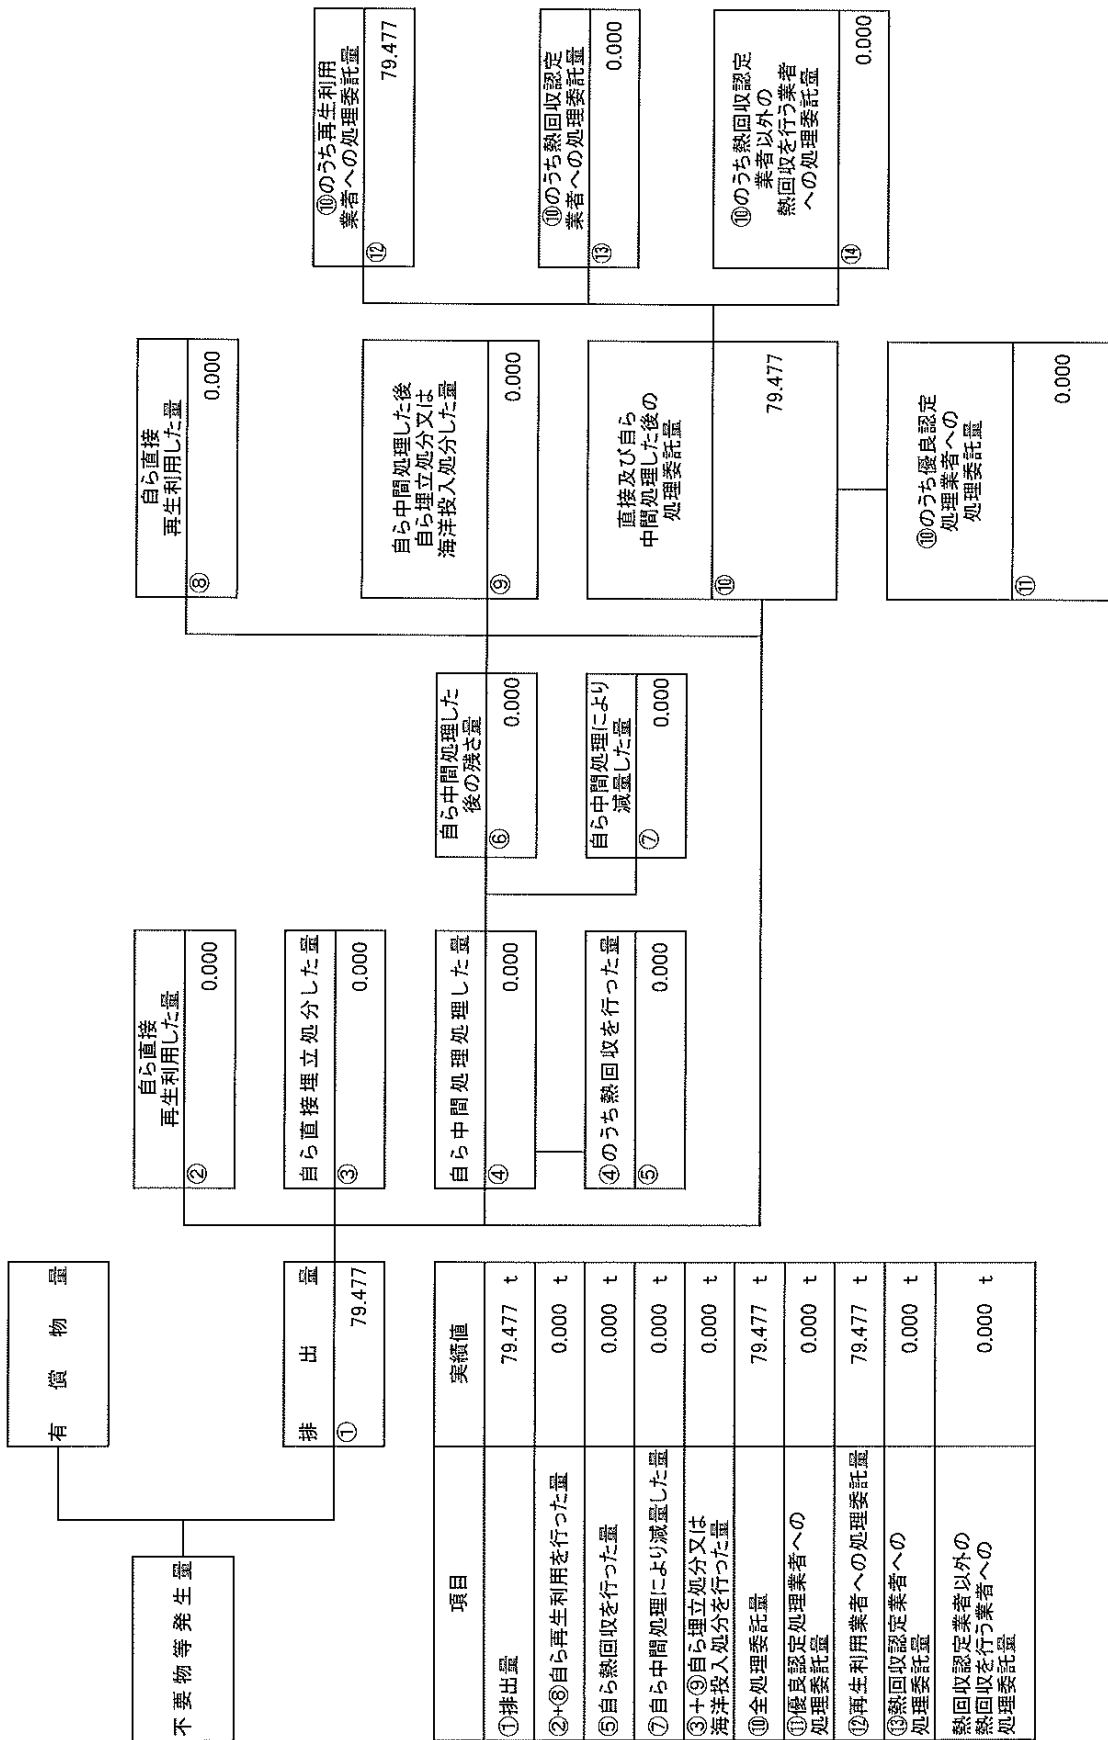 不要物等発生量
有償物量
排出量
① 79.477
自ら直接
再生利用した量
② 0.000
自ら直接埋立処分した量
③ 0.000
自ら中間処理処理した量
④ 0.000
④のうち熱回収を行った量
⑤ 0.000
自ら中間処理した
後の残さ量
⑥ 0.000
自ら中間処理により
減量した量
⑦ 0.000
自ら直接
再生利用した量
⑧ 0.000
自ら中間処理した後
自ら埋立処分又は
海洋投入処分した量
⑨ 0.000
直接及び自ら
中間処理した後の
処理委託量
⑩ 79.477
⑩のうち優良認定
処理業者への
処理委託量
⑪ 0.000
⑩のうち再生利用
業者への処理委託量
⑫ 79.477
⑩のうち熱回収認定
業者への処理委託量
⑬ 0.000
⑩のうち熱回収認定
業者以外の
熱回収を行う業者
への処理委託量
⑭ 0.000
項目 実績値
①排出量 79.477 t
②+⑧自ら再生利用を行った量 0.000 t
⑤自ら熱回収を行った量 0.000 t
⑦自ら中間処理により減量した量 0.000 t
③+⑨自ら埋立処分又は
海洋投入処分を行った量 0.000 t
⑩全処理委託量 79.477 t
⑪優良認定処理業者への
処理委託量 0.000 t
⑫再生利用業者への処理委託量 79.477 t
⑬熱回収認定業者への
処理委託量 0.000 t
熱回収認定業者以外の
熱回収を行う業者への
処理委託量 0.000 t